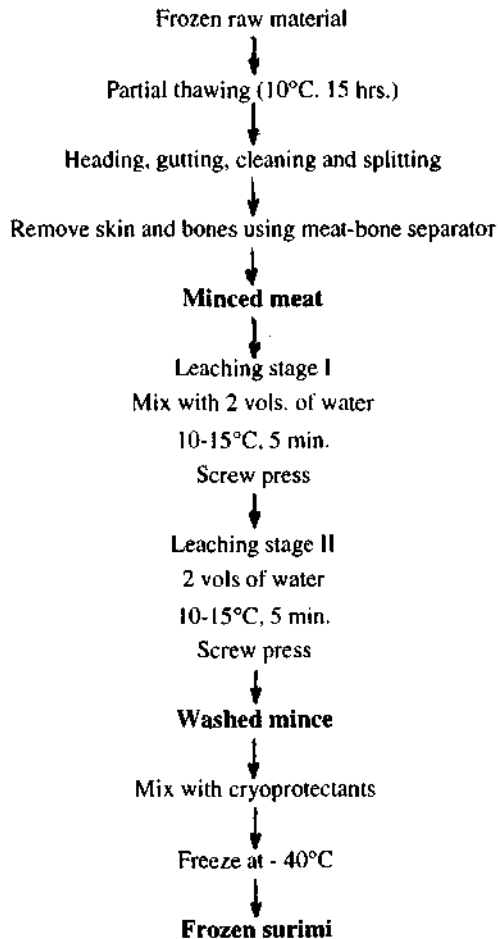 Frozen raw material
Partial thawing (10°C. 15 hrs.)
Heading, gutting, cleaning and splitting
Remove skin and bones using meat-bone separator
Minced meat
Leaching stage I
Mix with 2 vols. of water
10-15°C, 5 min.
Screw press
Leaching stage II
2 vols of water
10-15°C, 5 min.
Screw press
Washed mince
Mix with cryoprotectants
Freeze at - 40°C
Frozen surimi